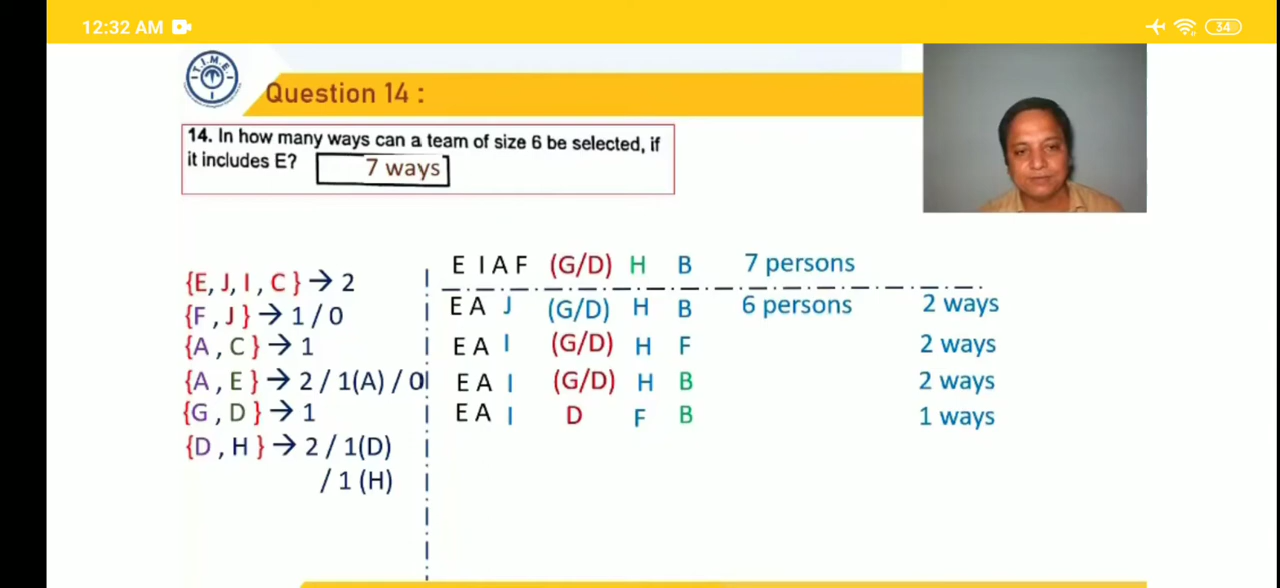 12:32 AM 34
T.I.M.E.
Question 14 :
14. In how many ways can a team of size 6 be selected, if
it includes E? 7 ways
E I A F (G/D) H B 7 persons
{E, J, I , C } → 2
E A J (G/D) H B 6 persons 2 ways
{F , J } → 1 / 0
E A I (G/D) H F 2 ways
{A , C } → 1
{A , E } → 2 / 1(A) / 0
E A I (G/D) H B 2 ways
{G , D } → 1
E A I D F B 1 ways
{D , H } → 2 / 1(D)
/ 1 (H)